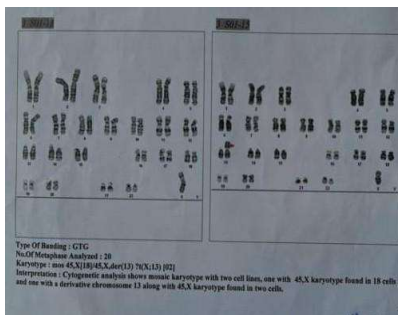 Type Of Banding : GTG
No.Of Metaphase Analyzed : 20
Karyotype : mos 45,X[18]/45,X,der(13) ?t(X;13) [02]
Interpretation : Cytogenetic analysis shows mosaic karyotype with two cell lines, one with 45,X karyotype found in 18 cells
and one with a derivative chromosome 13 along with 45,X karyotype found in two cells.